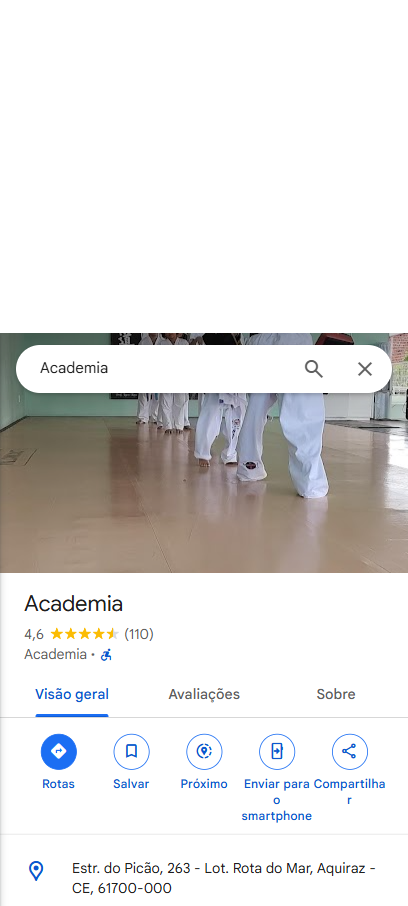 Academia
Academia
4,6 (110)
Academia ·
Visão geral Avaliações Sobre
Rotas Salvar Próximo Enviar para o smartphone Compartilhar
Estr. do Picão, 263 - Lot. Rota do Mar, Aquiraz -
CE, 61700-000